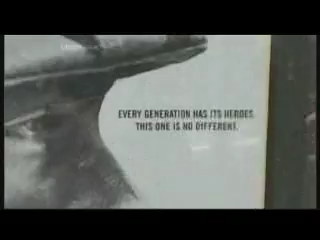 EVERY GENERATION HAS ITS HEROES.
THIS ONE IS NO DIFFERENT.